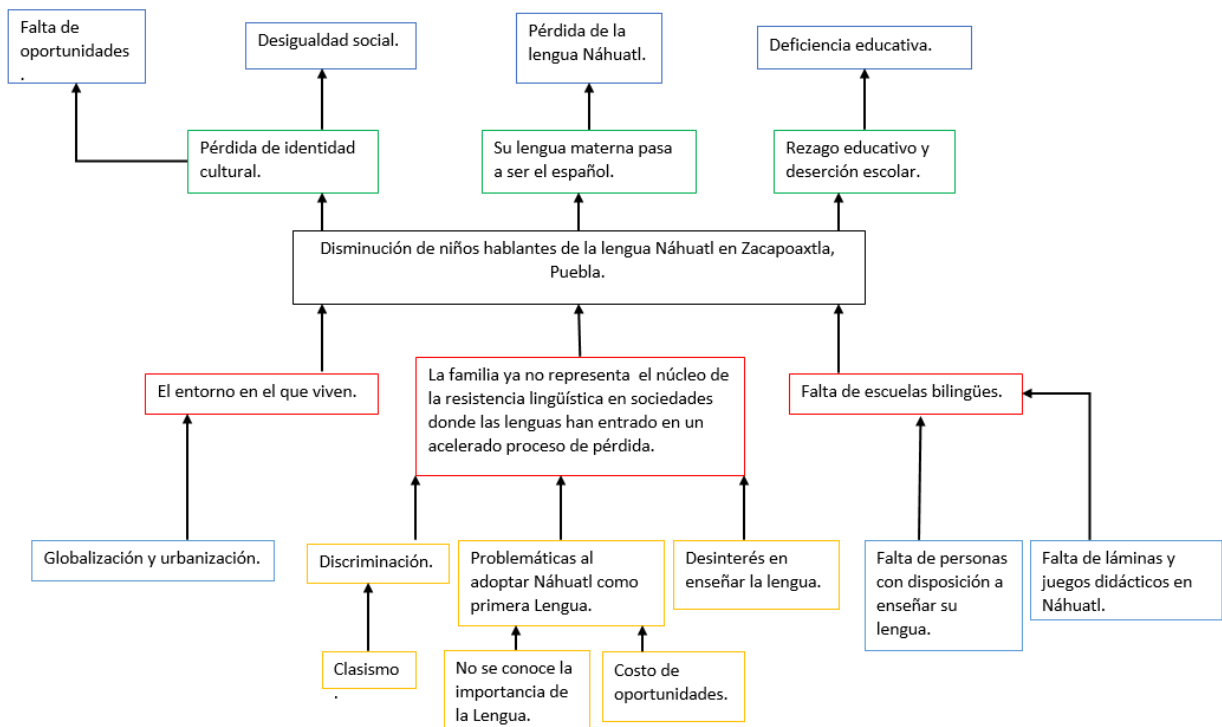 Falta de
oportunidades
.
Desigualdad social.
Pérdida de la
lengua Náhuatl.
Deficiencia educativa.
Pérdida de identidad
cultural.
Su lengua materna pasa
a ser el español.
Rezago educativo y
deserción escolar.
Disminución de niños hablantes de la lengua Náhuatl en Zacapoaxtla,
Puebla.
El entorno en el que viven.
La familia ya no representa el núcleo de
la resistencia lingüística en sociedades
donde las lenguas han entrado en un
acelerado proceso de pérdida.
Falta de escuelas bilingües.
Globalización y urbanización.
Discriminación.
Problemáticas al
adoptar Náhuatl como
primera Lengua.
Desinterés en
enseñar la lengua.
Falta de personas
con disposición a
enseñar su
lengua.
Falta de láminas y
juegos didácticos en
Náhuatl.
Clasismo
.
No se conoce la
importancia de
la Lengua.
Costo de
oportunidades.